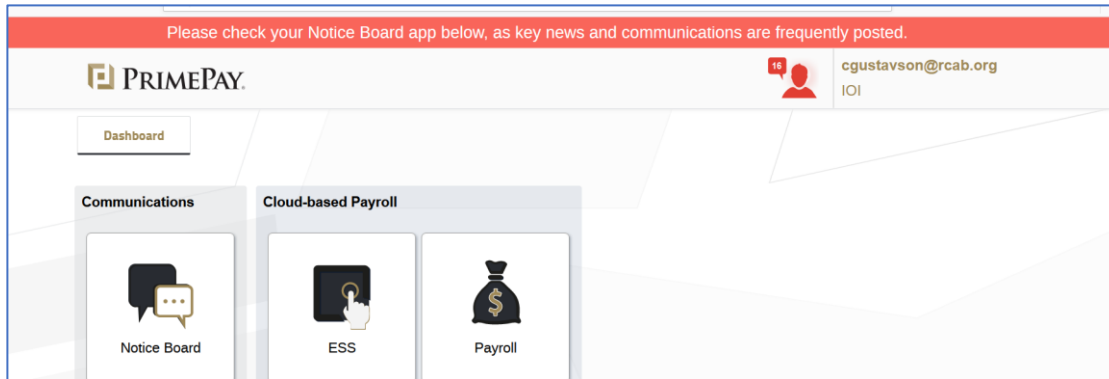 Please check your Notice Board app below, as key news and communications are frequently posted.
PRIMEPAY.
16
cgustavson@rcab.org
IOI
Dashboard
Communications
Cloud-based Payroll
Notice Board
ESS
$
Payroll